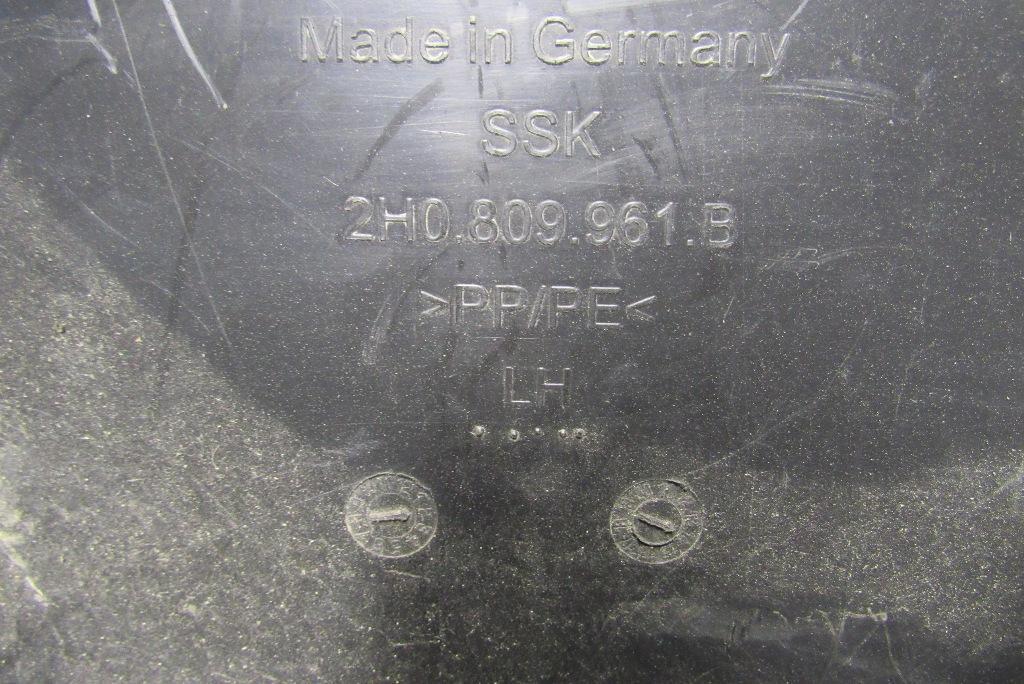 Made in Germany
SSK
2H0.809.961.B
>PP/PE<
LH